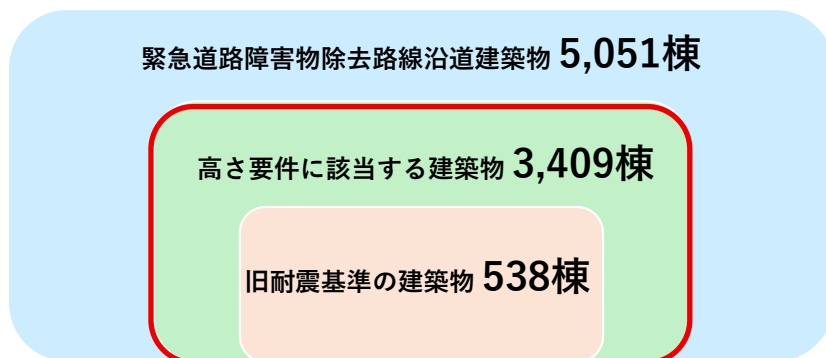 緊急道路障害物除去路線沿道建築物 5,051棟
高さ要件に該当する建築物 3,409棟
旧耐震基準の建築物 538棟